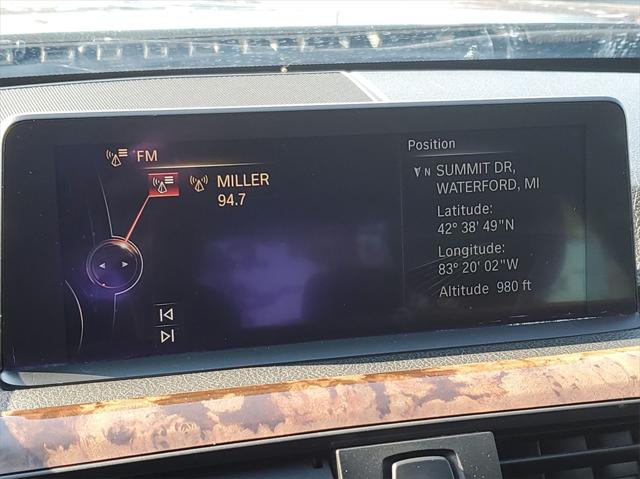 FM
MILLER
94.7
Position
N SUMMIT DR,
WATERFORD, MI
Latitude:
42° 38' 49"N
Longitude:
83° 20' 02"W
Altitude 980 ft